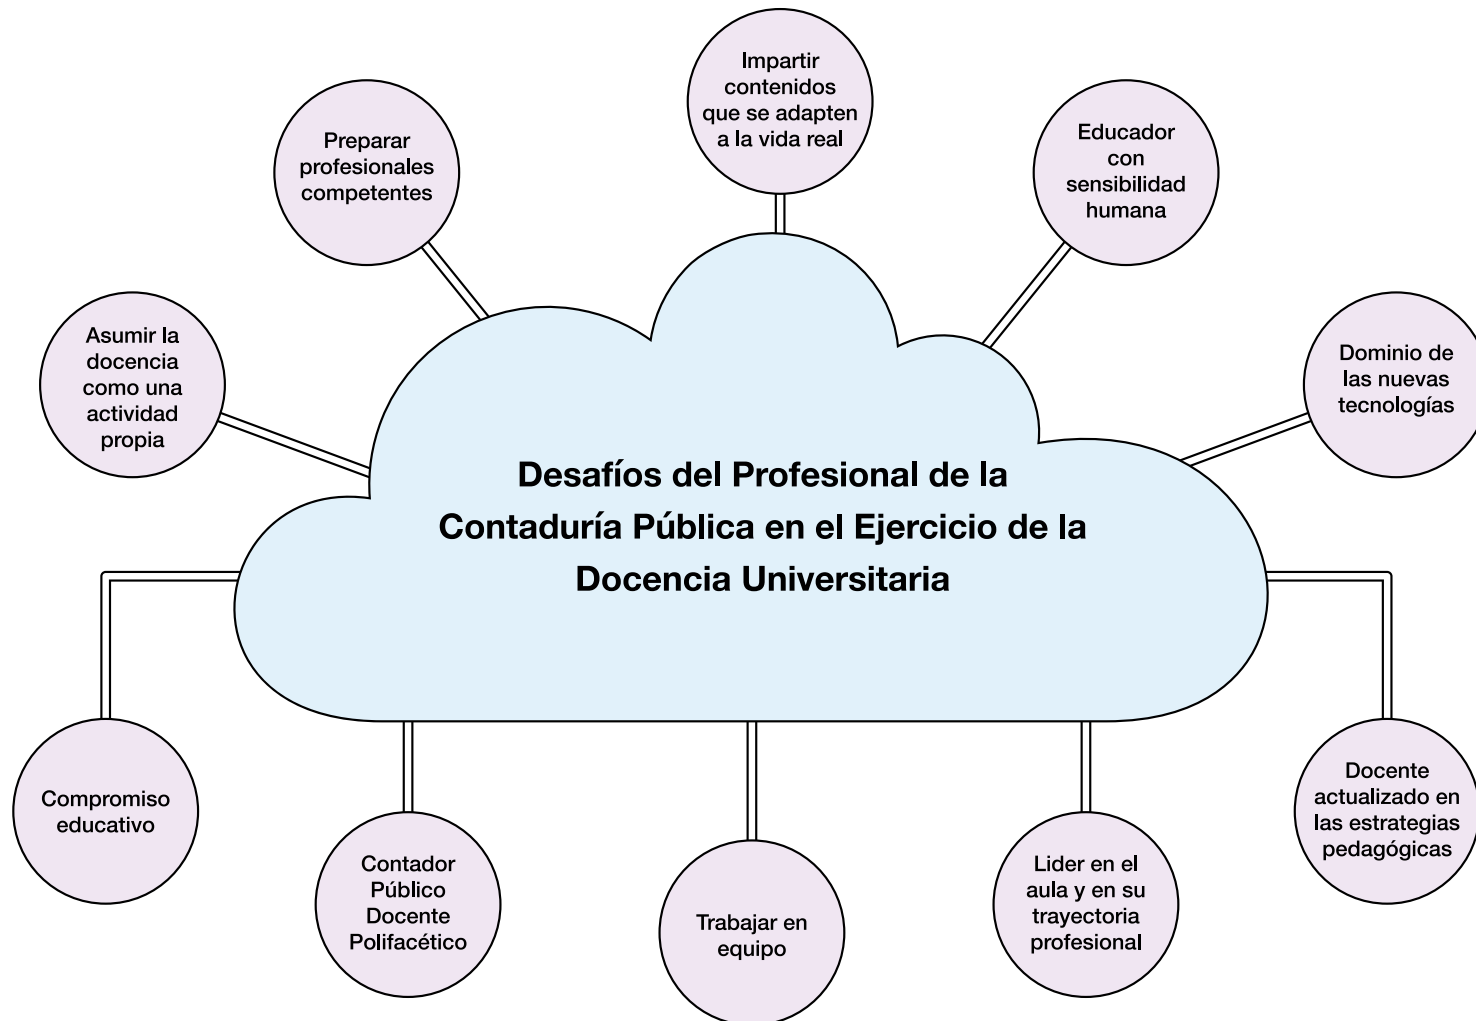 Impartir
contenidos
que se adapten
a la vida real
Preparar
profesionales
competentes
Educador
con
sensibilidad
humana
Asumir la
docencia
como una
actividad
propia
Dominio de
las nuevas
tecnologías
Desafíos del Profesional de la
Contaduría Pública en el Ejercicio de la
Docencia Universitaria
Compromiso
educativo
Contador
Público
Docente
Polifacético
Trabajar en
equipo
Lider en el
aula y en su
trayectoria
profesional
Docente
actualizado en
las estrategias
pedagógicas